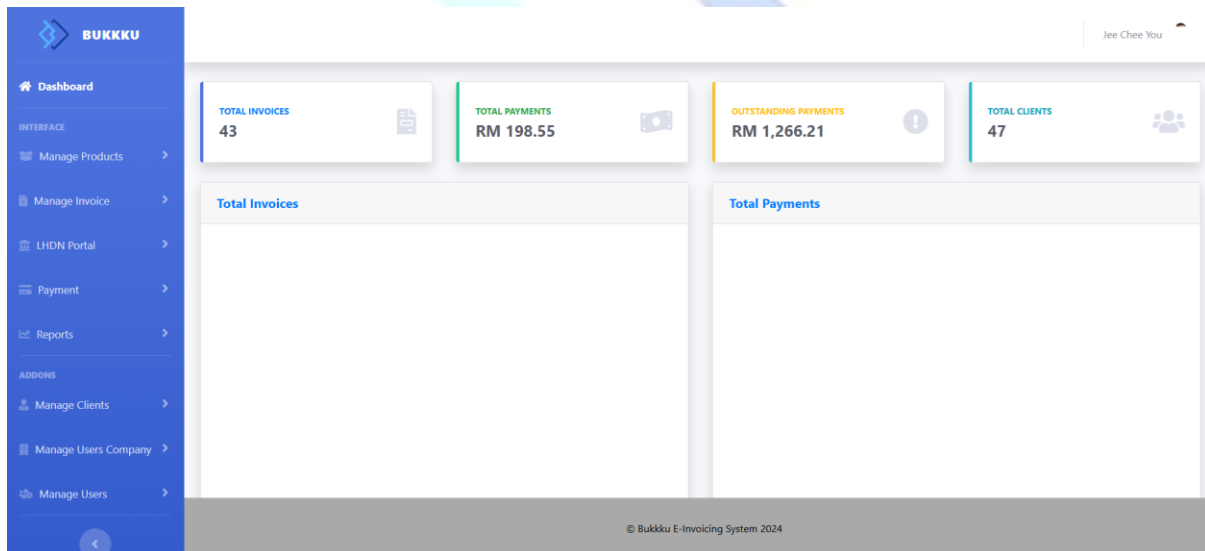 BUKKKU
Jee Chee You
Dashboard
INTERFACE
Manage Products
Manage Invoice
LHDN Portal
Payment
Reports
ADDONS
Manage Clients
Manage Users Company
Manage Users
TOTAL INVOICES
43
TOTAL PAYMENTS
RM 198.55
OUTSTANDING PAYMENTS
RM 1,266.21
TOTAL CLIENTS
47
Total Invoices
Total Payments
© Bukkku E-Invoicing System 2024